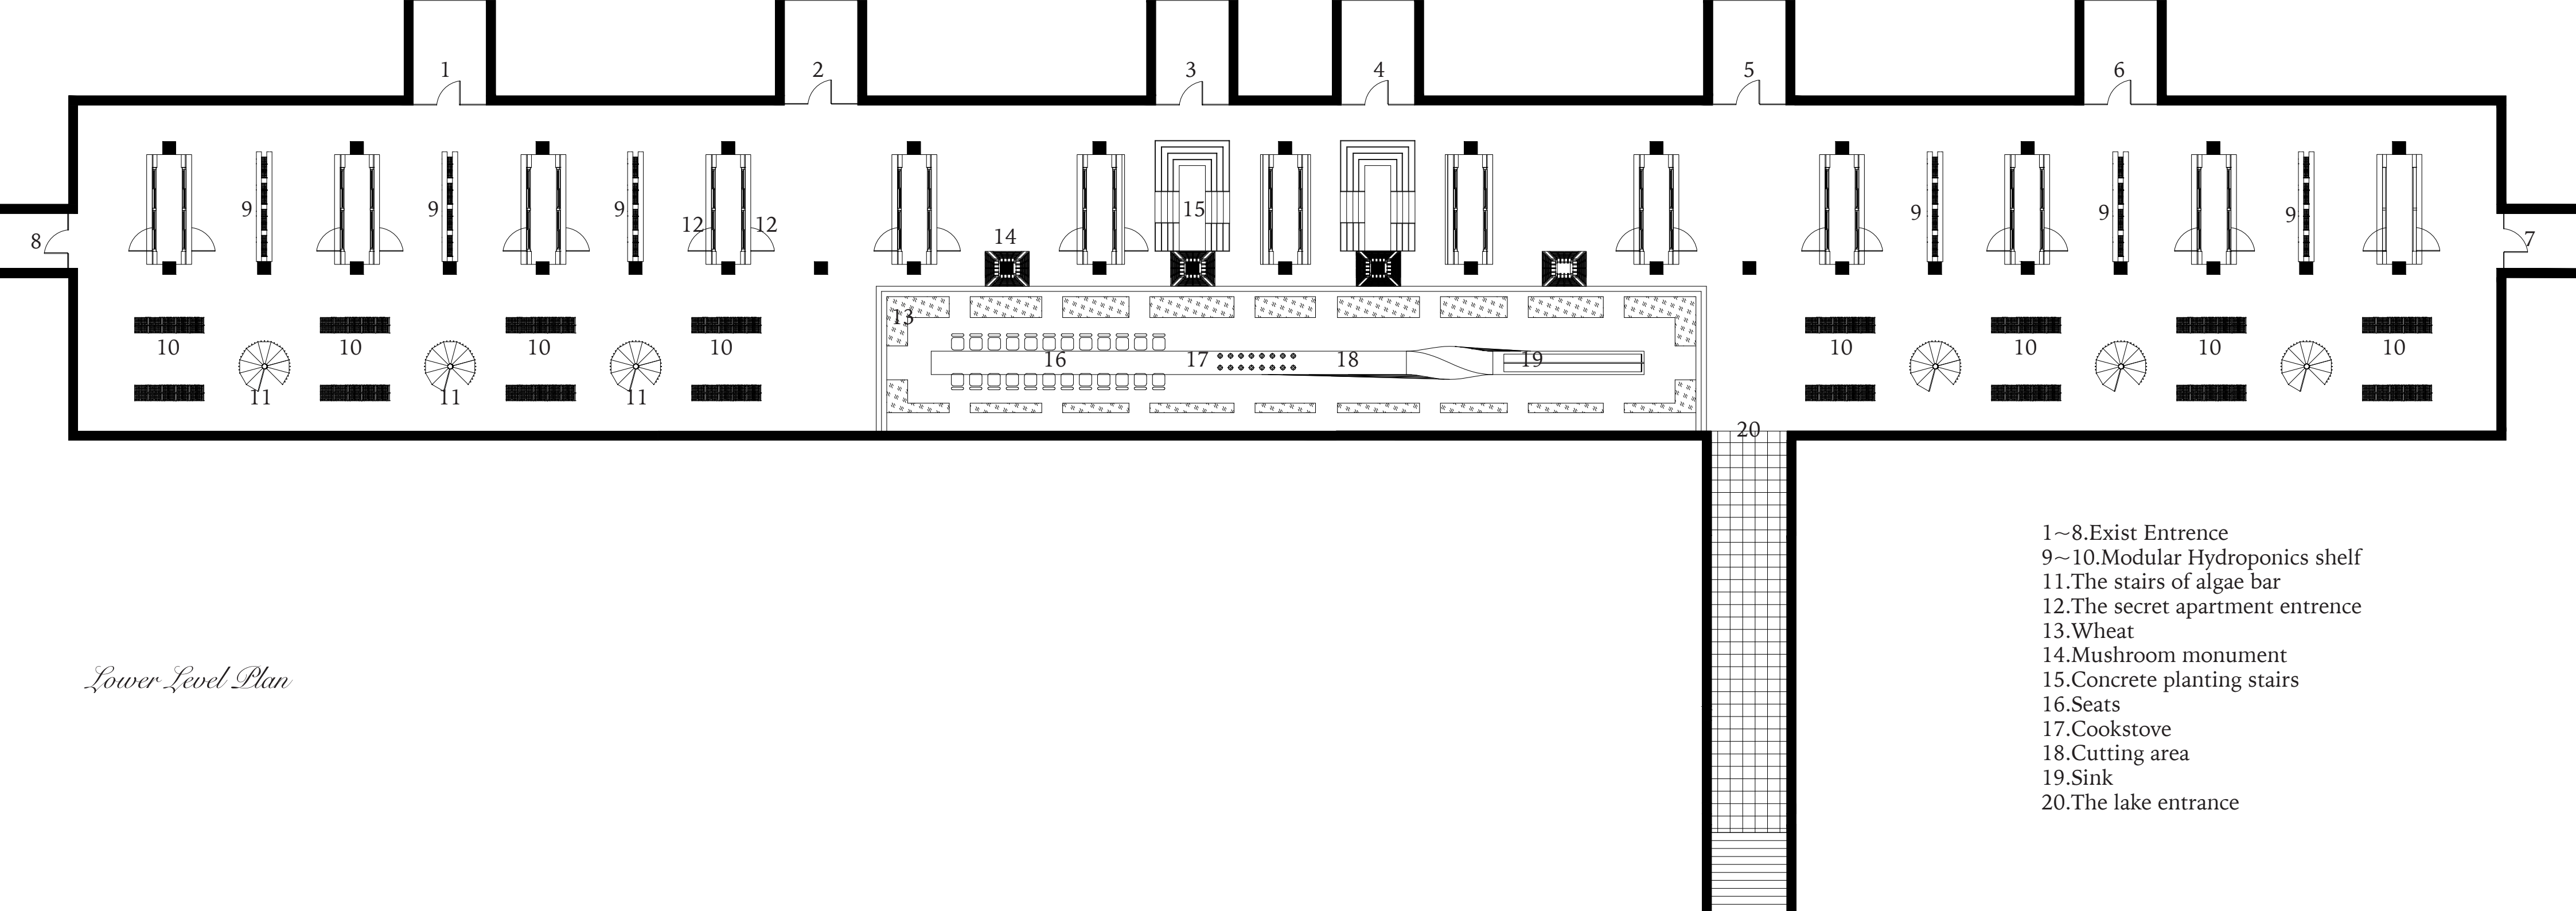 1 2 3 4 5 6
9 9 9 12 12 15 9 9 9
8 14 7
13
10 10 10 10 10 10 10 10
16 17 18 19
11 11 11
20
1~8.Exist Entrence
9~10.Modular Hydroponics shelf
11.The stairs of algae bar
12.The secret apartment entrence
13.Wheat
14.Mushroom monument
15.Concrete planting stairs
16.Seats
17.Cookstove
18.Cutting area
19.Sink
20.The lake entrance
Lower Level Plan